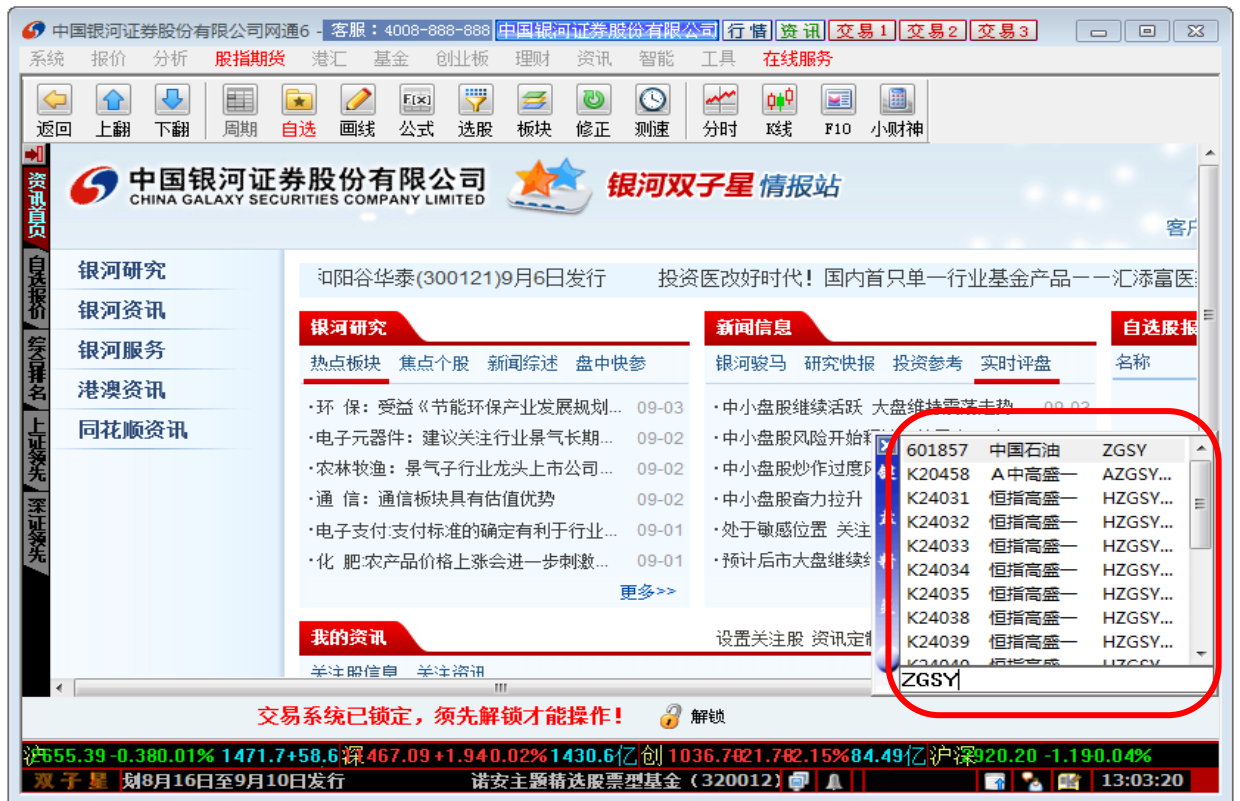 中国银河证券股份有限公司网通6 - 客服：4008-888-888 中国银河证券股份有限公司 行情 资讯 交易1 交易2 交易3
系统 报价 分析 股指期货 港汇 基金 创业板 理财 资讯 智能 工具 在线服务
返回 上翻 下翻 周期 自选 画线 公式 选股 板块 修正 测速 分时 K线 F10 小财神
F(x)
资讯首页
自选报价
综合排名
上证领先
深证领先
中国银河证券股份有限公司
CHINA GALAXY SECURITIES COMPANY LIMITED
银河双子星 情报站
客户
银河研究
银河资讯
银河服务
港澳资讯
同花顺资讯
和阳谷华泰(300121)9月6日发行 投资医改好时代！国内首只单一行业基金产品－－汇添富医
银河研究
热点板块 焦点个股 新闻综述 盘中快参
·环 保：受益《节能环保产业发展规划... 09-03
·电子元器件：建议关注行业景气长期... 09-02
·农林牧渔：景气子行业龙头上市公司... 09-02
·通 信：通信板块具有估值优势 09-02
·电子支付:支付标准的确定有利于行业... 09-01
·化 肥:农产品价格上涨会进一步刺激... 09-01
更多>>
新闻信息
银河骏马 研究快报 投资参考 实时评盘
·中小盘股继续活跃 大盘维持震荡走势 09-03
·中小盘股风险开始释
·中小盘股炒作过度
·中小盘股奋力拉升
·处于敏感位置 关注
·预计后市大盘继续
自选股报
名称
我的资讯
设置关注股 资讯定制
关注股信息 关注资讯
601857 中国石油 ZGSY
K20458 A中高盛一 AZGSY...
K24031 恒指高盛一 HZGSY...
K24032 恒指高盛一 HZGSY...
K24033 恒指高盛一 HZGSY...
K24034 恒指高盛一 HZGSY...
K24035 恒指高盛一 HZGSY...
K24038 恒指高盛一 HZGSY...
K24039 恒指高盛一 HZGSY...
K24040 恒指高盛 HZGSY
ZGSY
交易系统已锁定，须先解锁才能操作！ 解锁
沪 655.39 -0.38 0.01% 1471.7 +58.6 深 467.09 +1.94 0.02% 1430.6亿 创 1036.78 21.78 2.15% 84.49亿 沪深 920.20 -1.19 0.04%
双子星 划8月16日至9月10日发行 诺安主题精选股票型基金（320012） 13:03:20